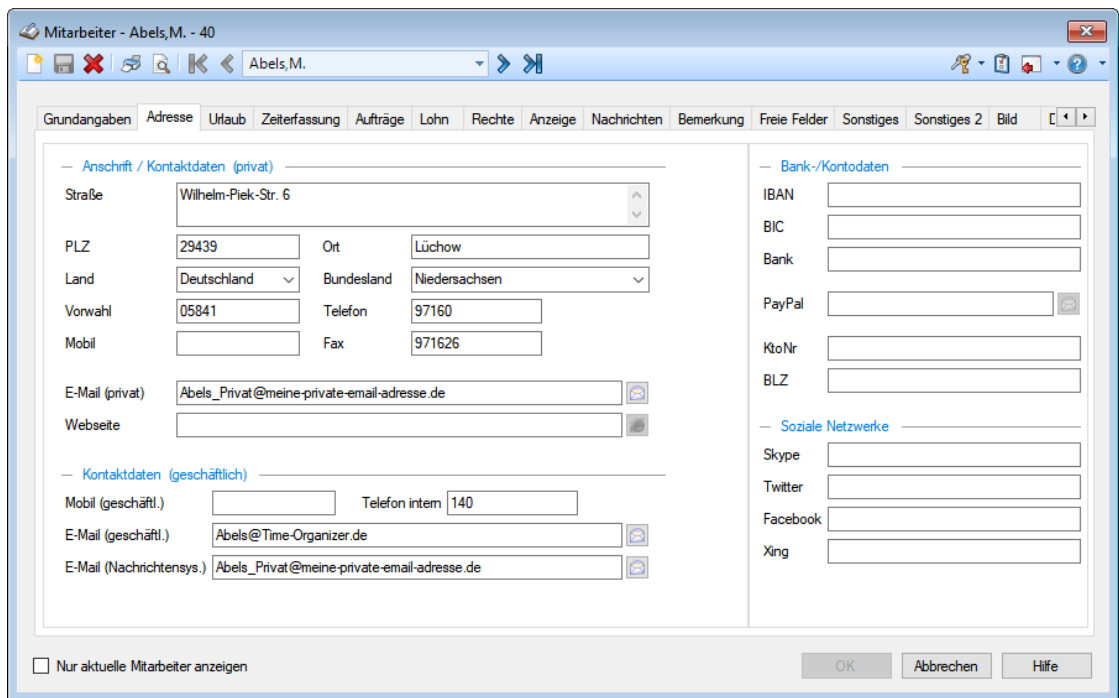 Mitarbeiter - Abels,M. - 40
Abels,M.
Grundangaben Adresse Urlaub Zeiterfassung Aufträge Lohn Rechte Anzeige Nachrichten Bemerkung Freie Felder Sonstiges Sonstiges 2 Bild
Anschrift / Kontaktdaten (privat)
Straße Wilhelm-Piek-Str. 6
PLZ 29439 Ort Lüchow
Land Deutschland Bundesland Niedersachsen
Vorwahl 05841 Telefon 97160
Mobil Fax 971626
E-Mail (privat) Abels_Privat@meine-private-email-adresse.de
Webseite
Kontaktdaten (geschäftlich)
Mobil (geschäftl.) Telefon intern 140
E-Mail (geschäftl.) Abels@Time-Organizer.de
E-Mail (Nachrichtensys.) Abels_Privat@meine-private-email-adresse.de
Bank-/Kontodaten
IBAN
BIC
Bank
PayPal
KtoNr
BLZ
Soziale Netzwerke
Skype
Twitter
Facebook
Xing
Nur aktuelle Mitarbeiter anzeigen
OK Abbrechen Hilfe